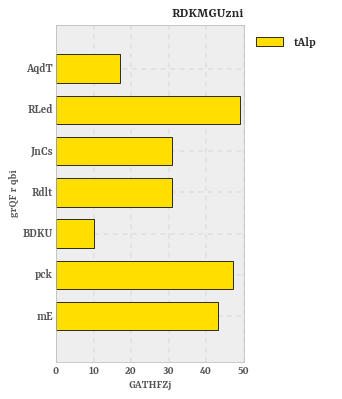 RDKMGUzni
tAlp
AqdT
RLed
JnCs
Rdlt
BDKU
pck
mE
grQF r qbi
0 10 20 30 40 50
GATHFZj